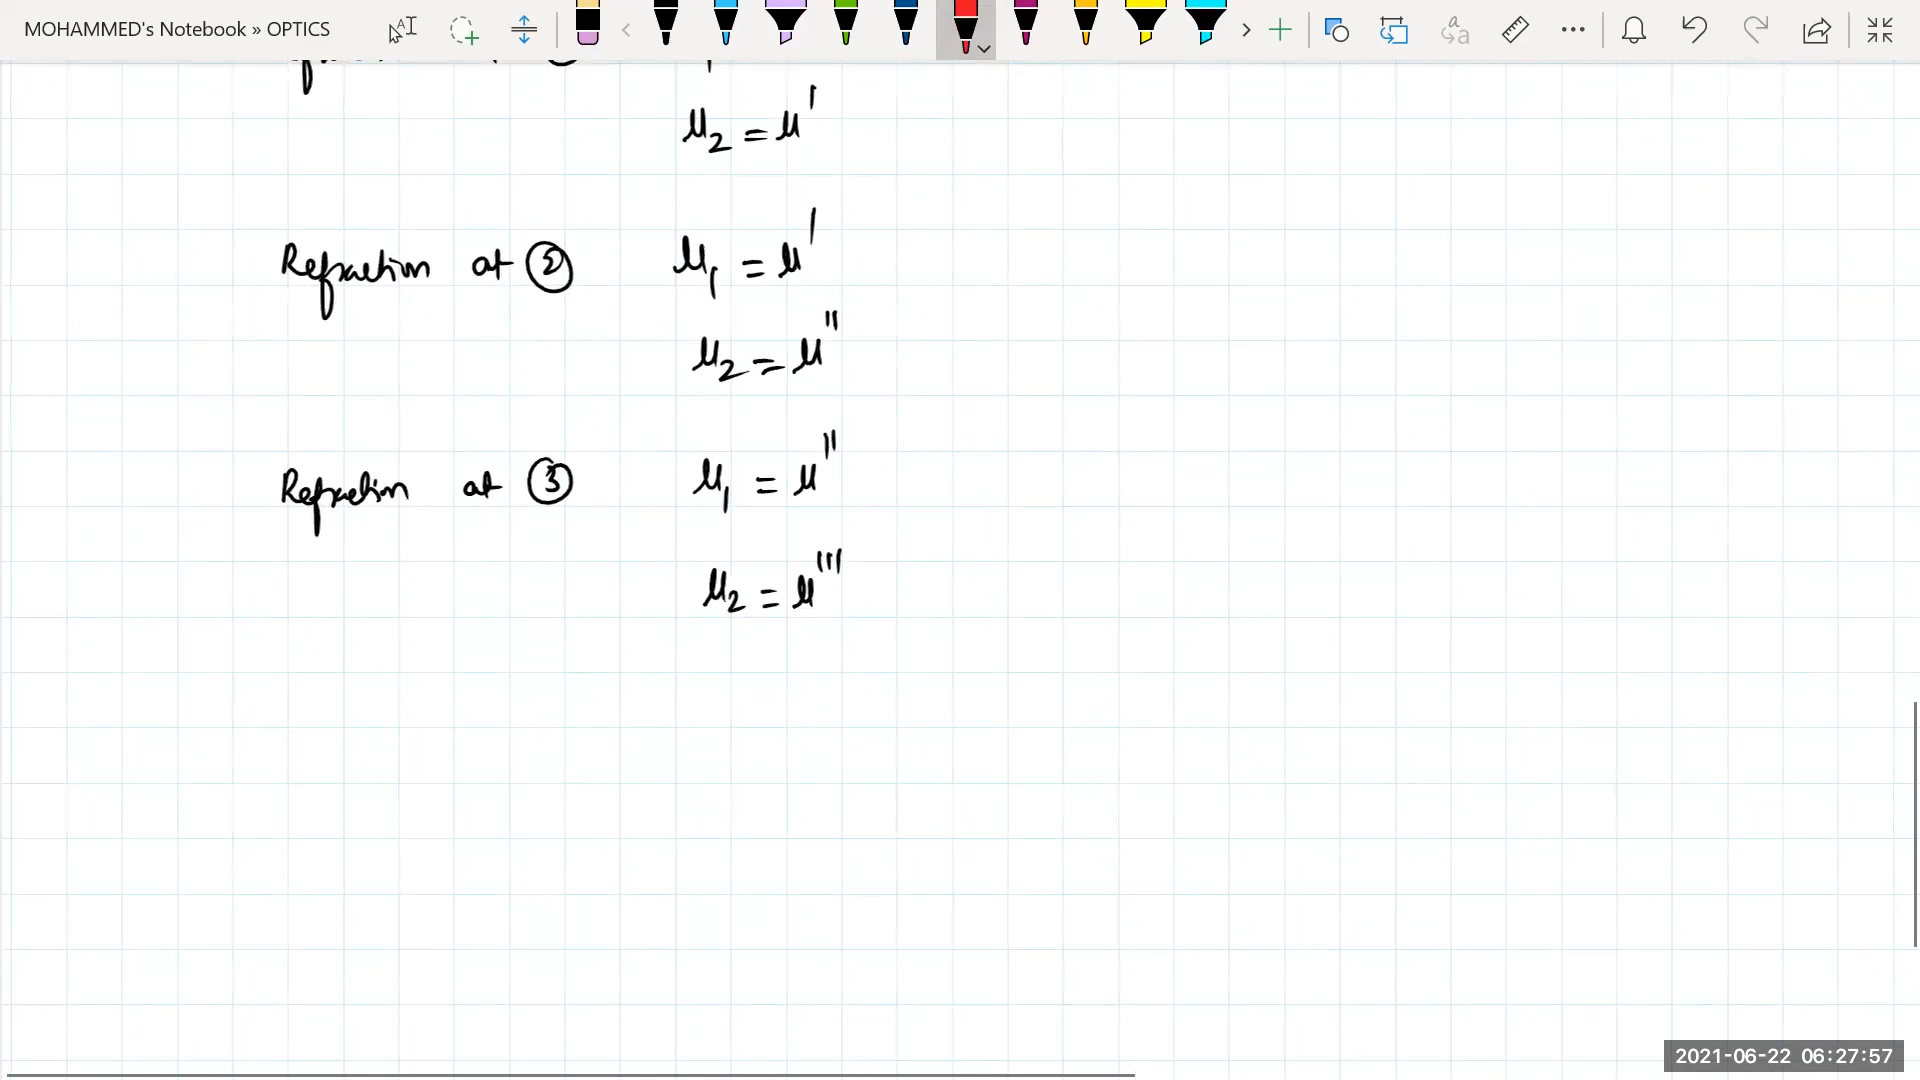 MOHAMMED's Notebook » OPTICS
μ₂ = μ'
Refraction at ② μ₁ = μ'
μ₂ = μ''
Refraction at ③ μ₁ = μ''
μ₂ = μ'''
2021-06-22 06:27:57